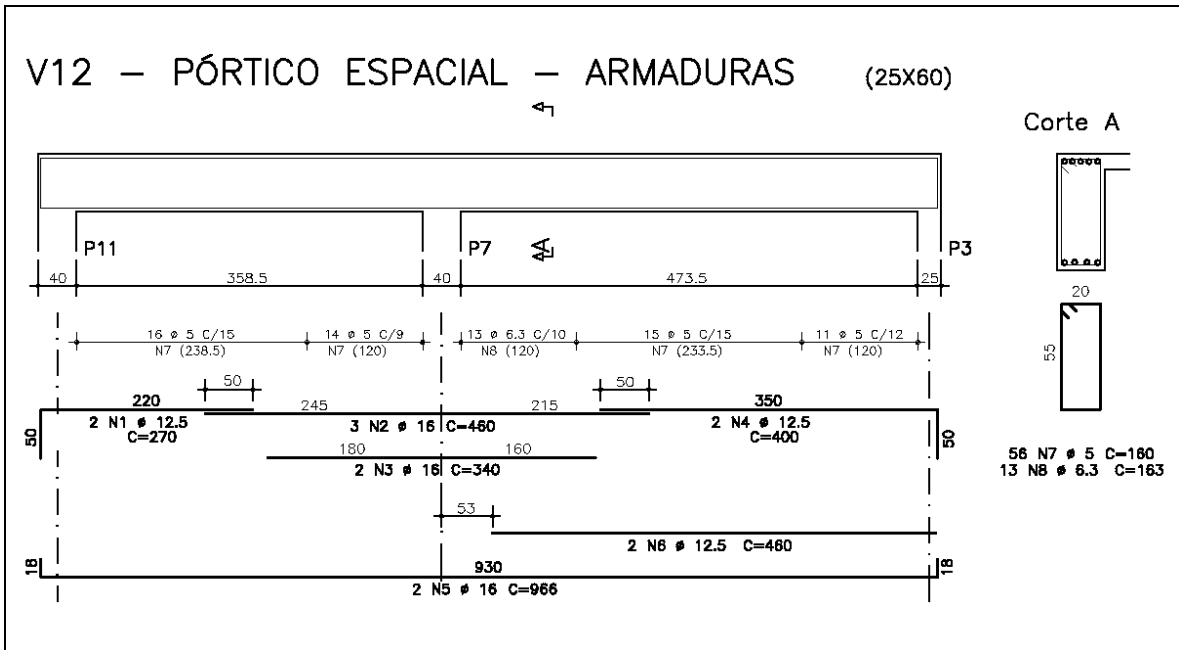 V12 – PÓRTICO ESPACIAL – ARMADURAS (25X60)
Corte A
P11 P7 A P3
40 358.5 40 473.5 25
16 ø 5 C/15 14 ø 5 C/9 13 ø 6.3 C/10 15 ø 5 C/15 11 ø 5 C/12
N7 (238.5) N7 (120) N8 (120) N7 (233.5) N7 (120)
20
55
50 50
220 245 215 350
2 N1 ø 12.5 3 N2 ø 16 C=460 2 N4 ø 12.5
C=270 C=400
50 50
180 160
2 N3 ø 16 C=340
56 N7 ø 5 C=160
13 N8 ø 6.3 C=163
53
2 N6 ø 12.5 C=460
18 930 18
2 N5 ø 16 C=966